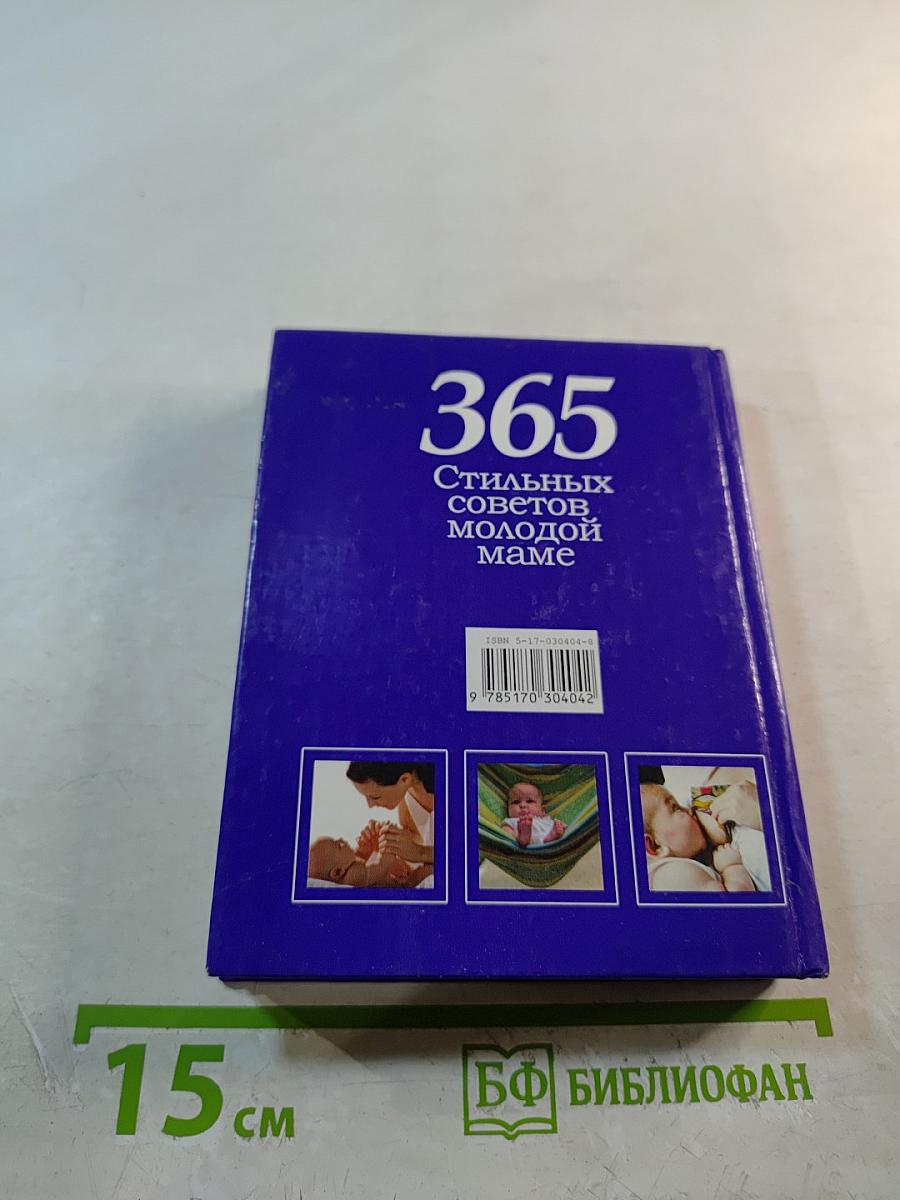 365
Стильных
советов
молодой
маме
ISBN 5-17-030404-8
9 785170 304042
15 см
БФ БИБЛИОФАН